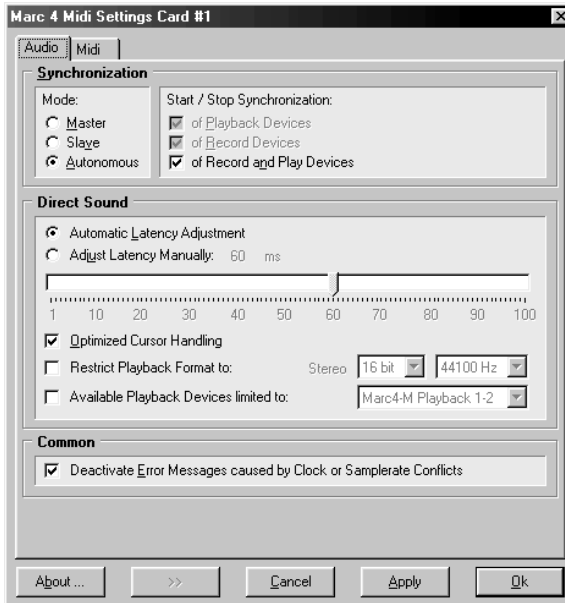 Marc 4 Midi Settings Card #1
Audio Midi
Synchronization
Mode:
Master
Slave
Autonomous
Start / Stop Synchronization:
of Playback Devices
of Record Devices
of Record and Play Devices
Direct Sound
Automatic Latency Adjustment
Adjust Latency Manually: 60 ms
1 10 20 30 40 50 60 70 80 90 100
Optimized Cursor Handling
Restrict Playback Format to: Stereo 16 bit 44100 Hz
Available Playback Devices limited to: Marc4-M Playback 1-2
Common
Deactivate Error Messages caused by Clock or Samplerate Conflicts
About ... >> Cancel Apply Ok